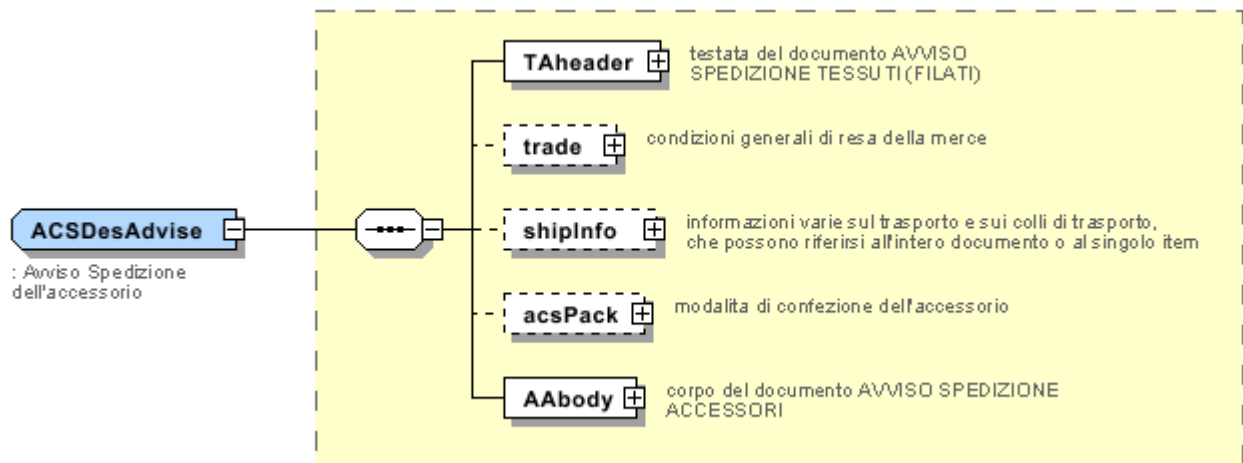 TAheader
testata del documento AVVISO
SPEDIZIONE TESSUTI (FILATI)
trade
condizioni generali di resa della merce
ACSDesAdvise
: Avviso Spedizione
dell'accessorio
shipInfo
informazioni varie sul trasporto e sui colli di trasporto,
che possono riferirsi all'intero documento o al singolo item
acsPack
modalita di confezione dell'accessorio
AAbody
corpo del documento AVVISO SPEDIZIONE
ACCESSORI